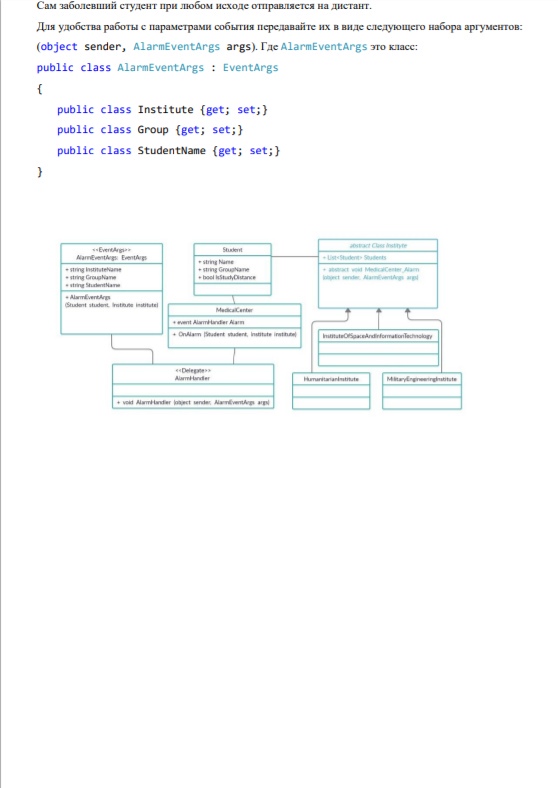 Сам заболевший студент при любом исходе отправляется на дистант.
Для удобства работы с параметрами события передавайте их в виде следующего набора аргументов:
(object sender, AlarmEventArgs args). Где AlarmEventArgs это класс:
public class AlarmEventArgs : EventArgs
{
public class Institute {get; set;}
public class Group {get; set;}
public class StudentName {get; set;}
}
<<EventArgs>>
AlarmEventArgs: EventArgs
+ string InstituteName
+ string GroupName
+ string StudentName
+ AlarmEventArgs
(Student student, Institute institute)
Student
+ string Name
+ string GroupName
+ bool IsStudyDistance
abstract Class Instityte
+ List<Student> Students
+ abstract void MedicalCenter_Alarm
(object sender, AlarmEventArgs args)
MedicalCenter
+ event AlarmHandler Alarm
+ OnAlarm (Student student, Institute institute)
InstituteOfSpaceAndInformationTechnology
<<Delegate>>
AlarmHandler
+ void AlarmHandler (object sender, AlarmEventArgs args)
HumanitarianInstitute
MilitaryEngineeringInstitute